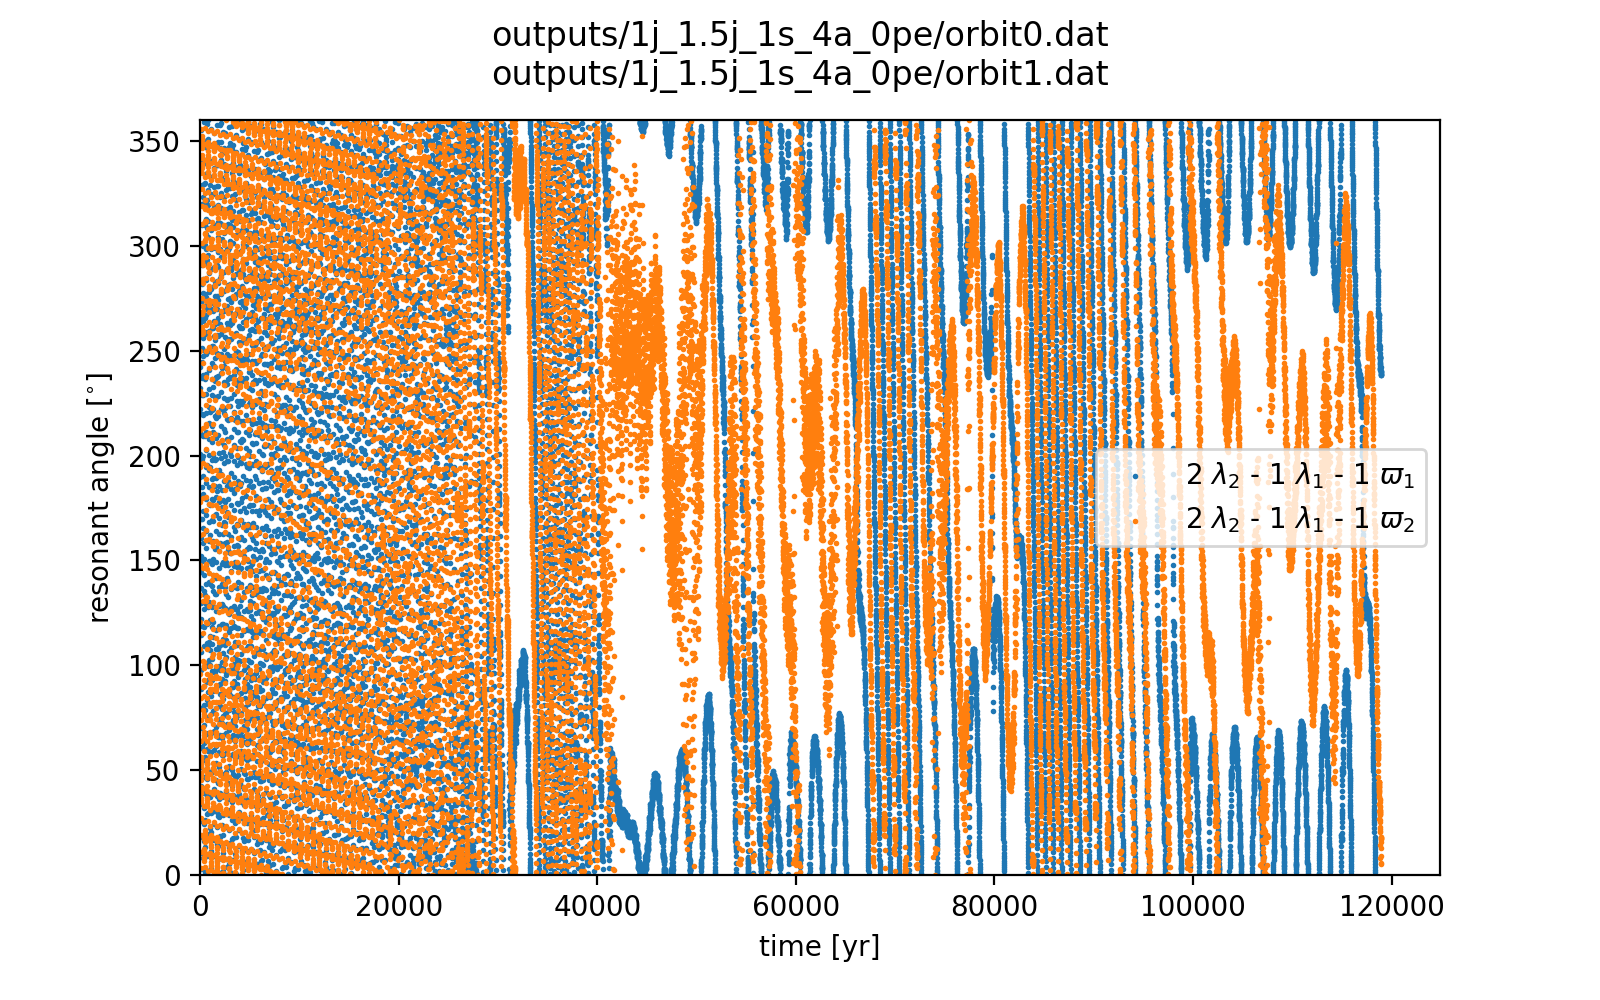 outputs/1j_1.5j_1s_4a_0pe/orbit0.dat
outputs/1j_1.5j_1s_4a_0pe/orbit1.dat
350
300
250
200
150
100
50
0
resonant angle [°]
2 λ₂ - 1 λ₁ - 1 ϖ₁
2 λ₂ - 1 λ₁ - 1 ϖ₂
0 20000 40000 60000 80000 100000 120000
time [yr]